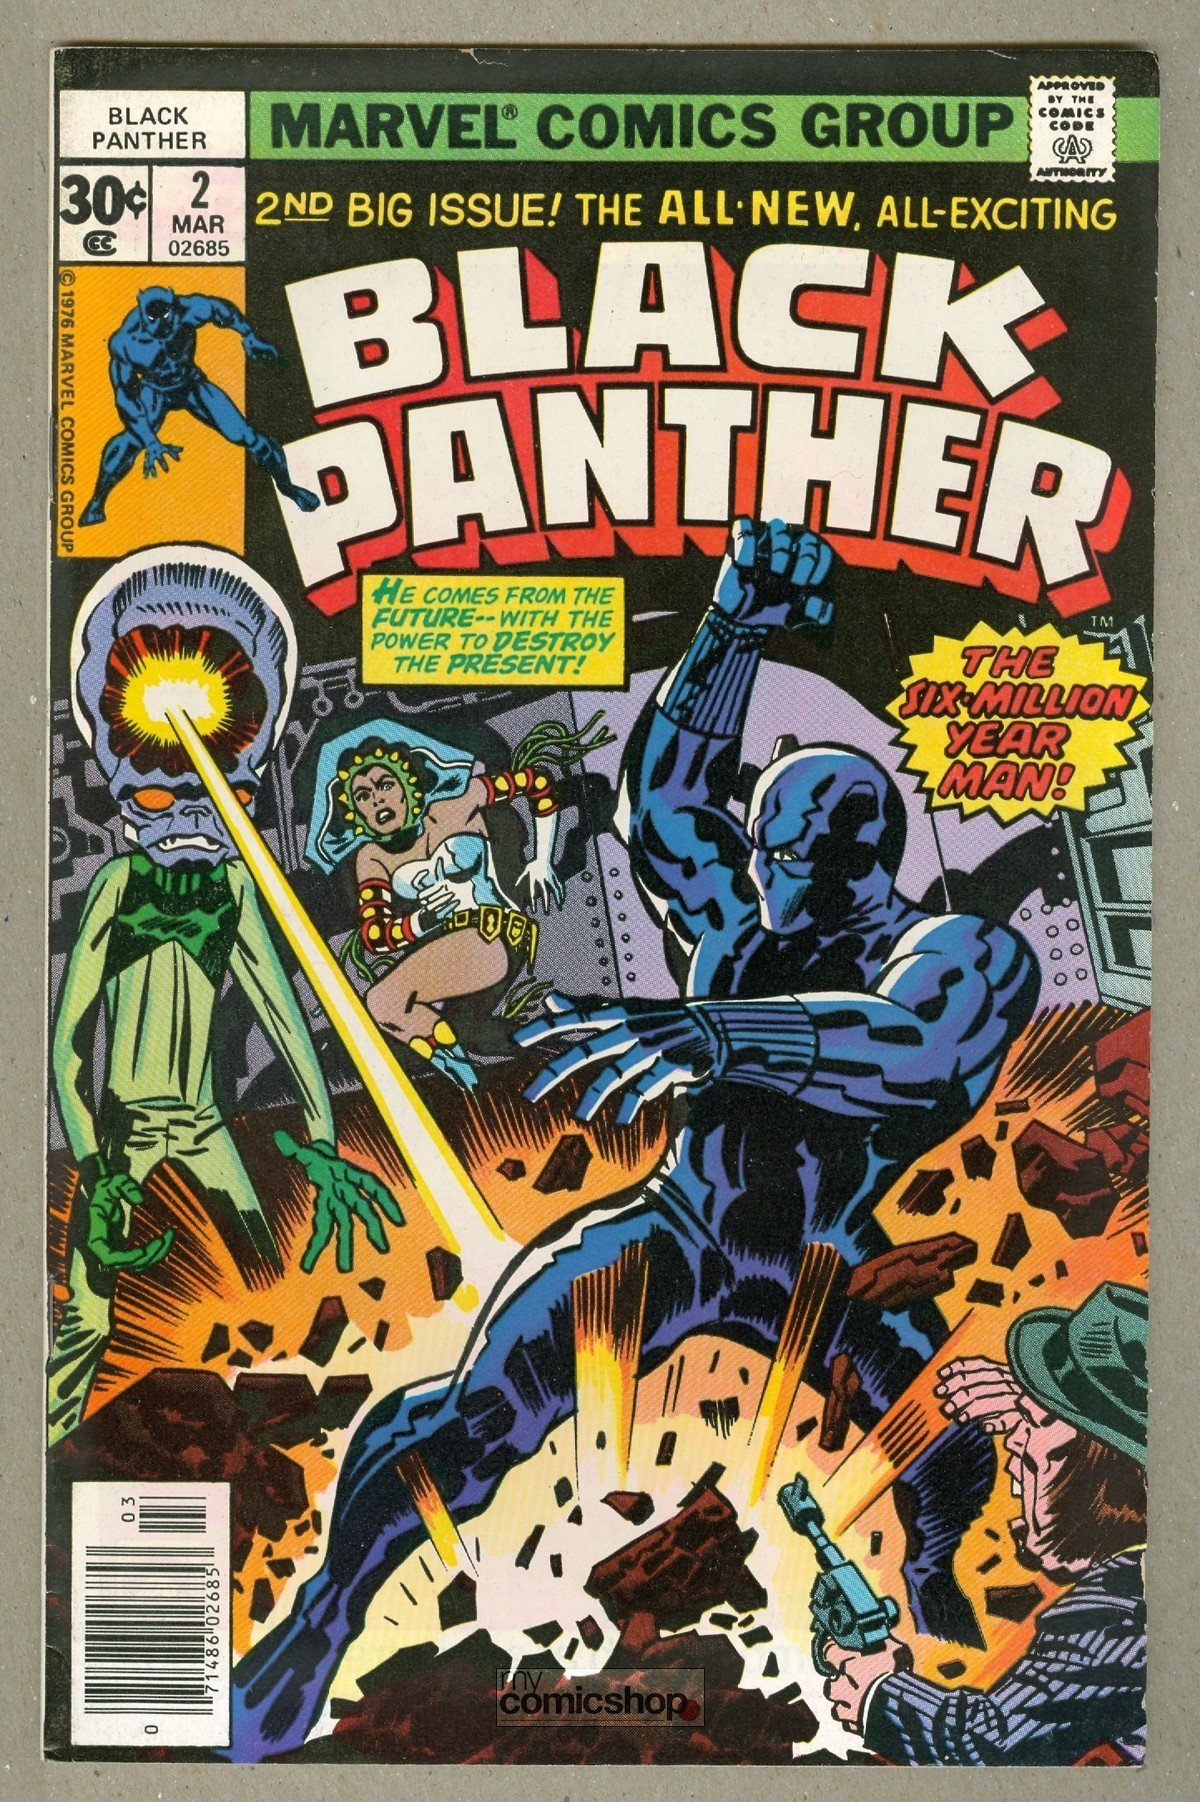 BLACK
PANTHER
MARVEL® COMICS GROUP
APPROVED
BY THE
COMICS
CODE
CA
AUTHORITY
30¢
CC
2
MAR
02685
2ND BIG ISSUE! THE ALL-NEW, ALL-EXCITING
BLACK
PANTHER
TM
© 1976 MARVEL COMICS GROUP
HE COMES FROM THE
FUTURE--WITH THE
POWER TO DESTROY
THE PRESENT!
THE
SIX-MILLION
YEAR
MAN!
03
71486 02685
0
my
comicshop